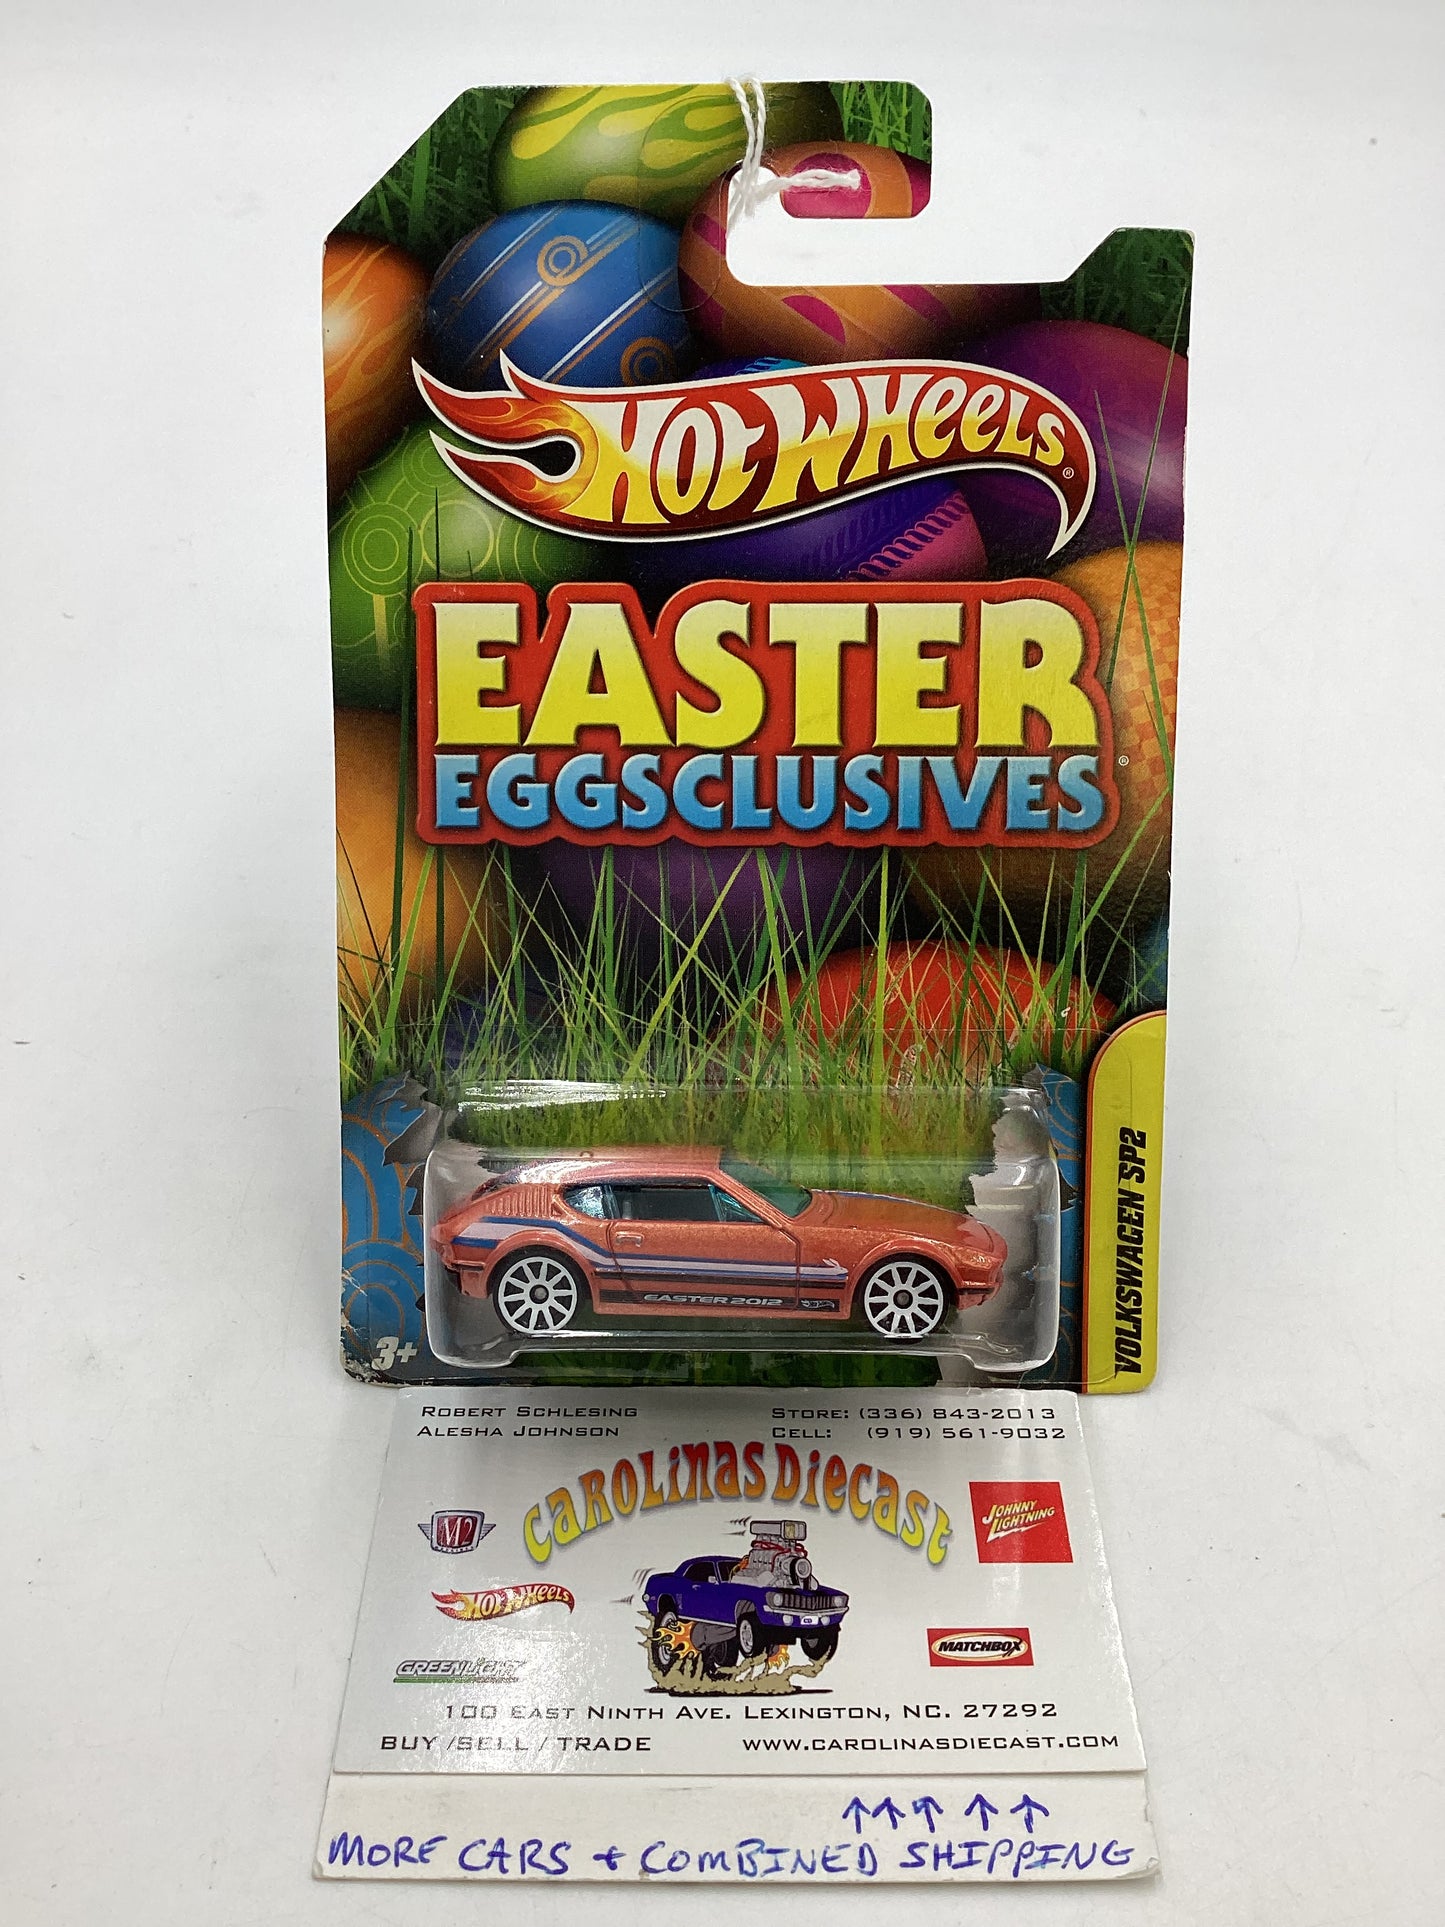 HOT WHEELS®
EASTER
EGGSCLUSIVES®
VOLKSWAGEN SP2
EASTER 2012
3+
ROBERT SCHLESING STORE: (336) 843-2013
ALESHA JOHNSON CELL: (919) 561-9032
CAROLINAS DIECAST
M2 MACHINES
JOHNNY LIGHTNING
HOT WHEELS
CD
MATCHBOX
GREENLIGHT
100 EAST NINTH AVE. LEXINGTON, NC. 27292
BUY / SELL / TRADE WWW.CAROLINASDIECAST.COM
↑↑↑ ↑ ↑
MORE CARS + COMBINED SHIPPING